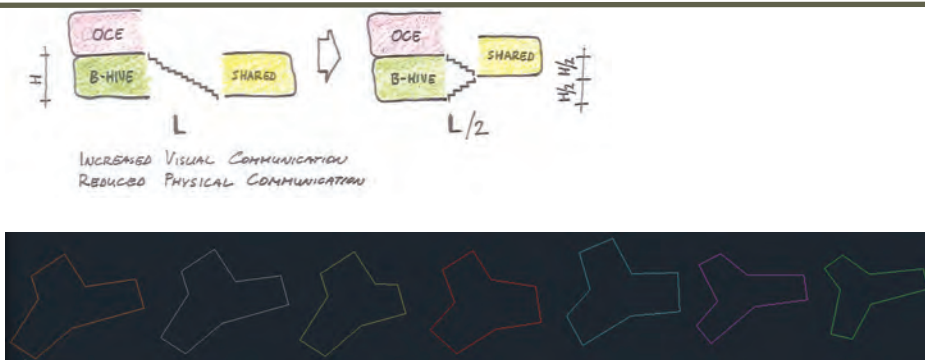 OCE
B-HIVE
SHARED
H
L
OCE
B-HIVE
SHARED
H/2
H/2
L/2
INCREASED VISUAL COMMUNICATION
REDUCED PHYSICAL COMMUNICATION